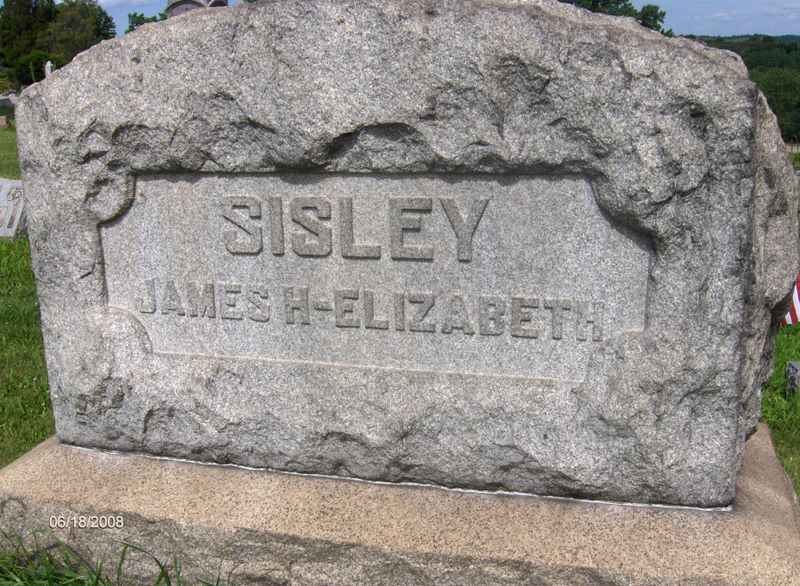 SISLEY
JAMES H-ELIZABETH
06/18/2008